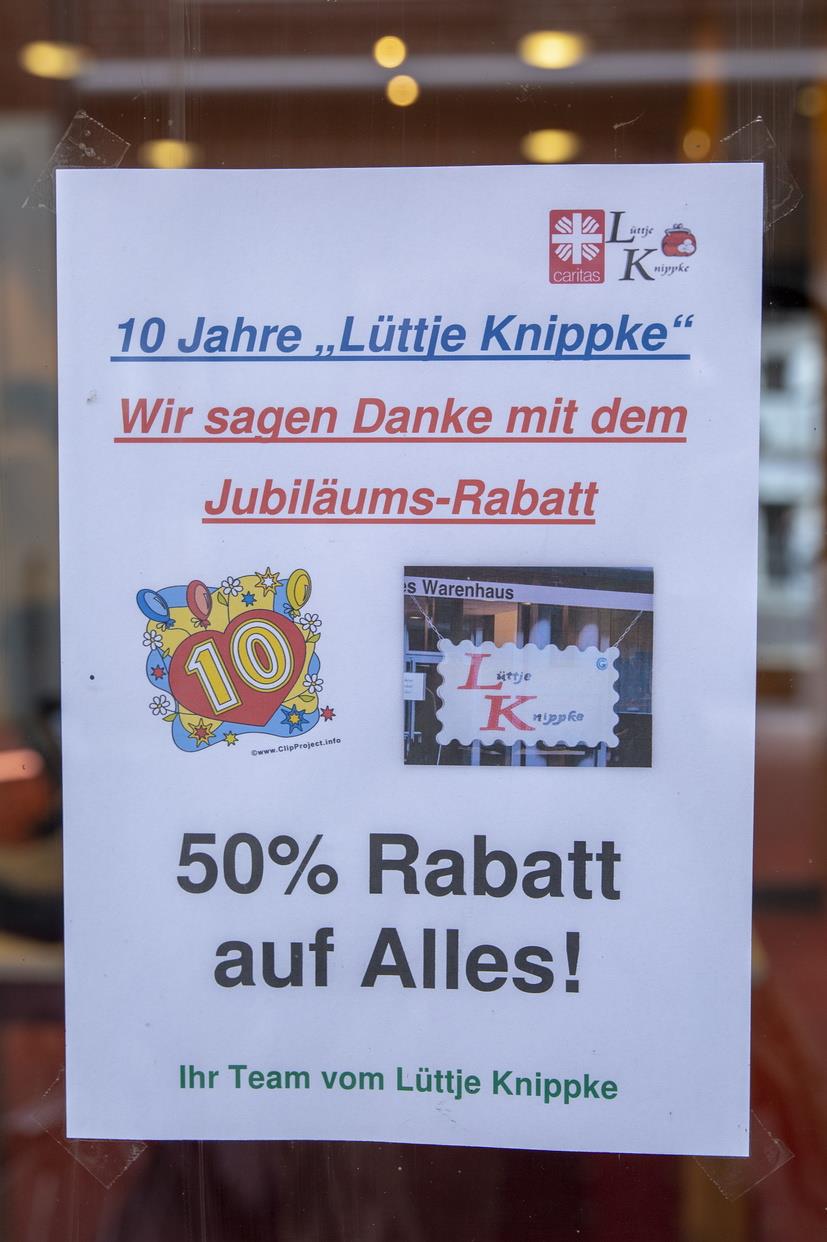 caritas
Lüttje
Knippke
10 Jahre „Lüttje Knippke“
Wir sagen Danke mit dem
Jubiläums-Rabatt
10
©www.ClipProject.info
es Warenhaus
Lüttje
Knippke
50% Rabatt
auf Alles!
Ihr Team vom Lüttje Knippke